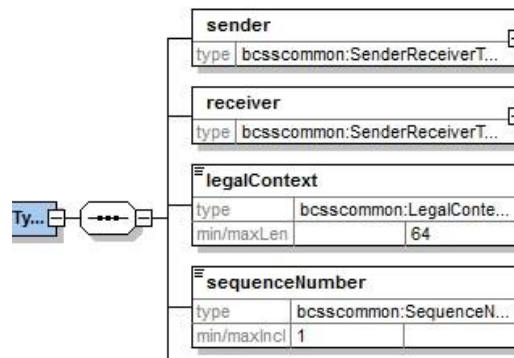 sender
type bcsscommon:SenderReceiverT...
receiver
type bcsscommon:SenderReceiverT...
legalContext
type bcsscommon:LegalConte...
min/maxLen 64
Ty...
sequenceNumber
type bcsscommon:SequenceN...
min/maxIncl 1